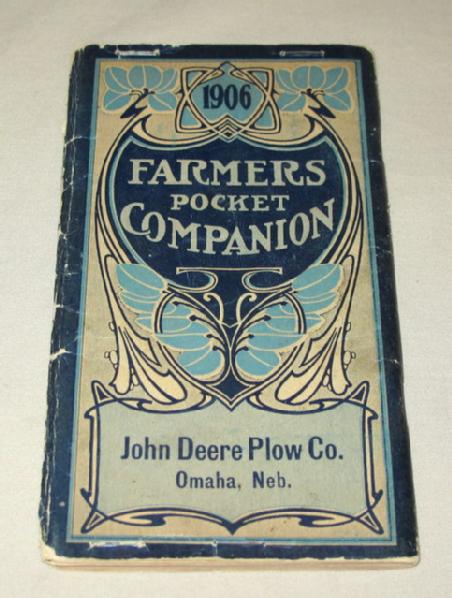 1906
FARMERS
POCKET
COMPANION
John Deere Plow Co.
Omaha, Neb.